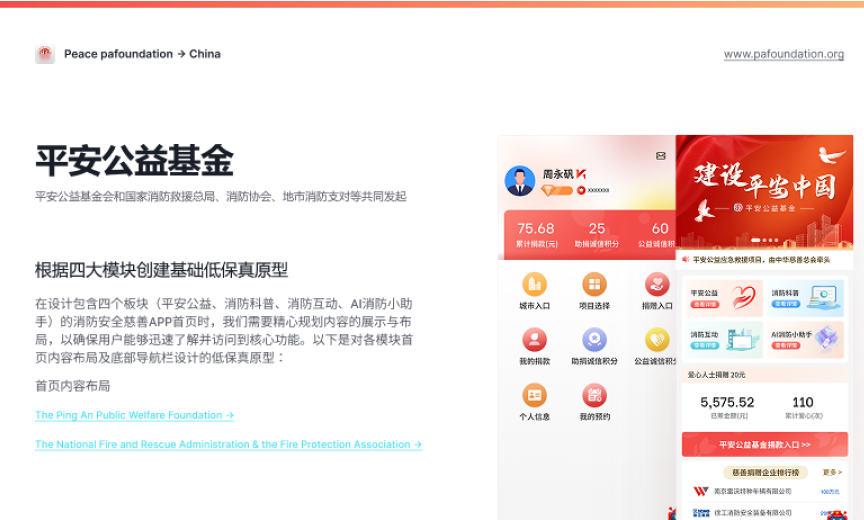 Peace pafoundation → China
www.pafoundation.org
平安公益基金
平安公益基金会和国家消防救援总局、消防协会、地市消防支对等共同发起
根据四大模块创建基础低保真原型
在设计包含四个板块（平安公益、消防科普、消防互动、AI消防小助
手）的消防安全慈善APP首页时，我们需要精心规划内容的展示与布
局，以确保用户能够迅速了解并访问到核心功能。以下是对各模块首
页内容布局及底部导航栏设计的低保真原型：
首页内容布局
The Ping An Public Welfare Foundation →
The National Fire and Rescue Administration & the Fire Protection Association →
周永矾
xxxxxxx
75.68 25 60
累计捐款(元) 助捐诚信积分 公益诚信积
城市入口 项目选择 捐赠入口
我的捐款 助捐诚信积分 公益诚信积分
个人信息 我的预约
建设平安中国
平安公益基金
平安公益应急救援项目，由中华慈善总会牵头
平安公益 消防科普
查看详情 查看详情
消防互动 AI消防小助手
查看详情 查看详情
爱心人士捐赠 20元
5,575.52 110
已筹金额(元) 累计爱心(次)
平安公益基金捐款入口 >>
慈善捐赠企业排行榜 更多 >
南京雷沃特种车辆有限公司 100万元
徐工消防安全装备有限公司